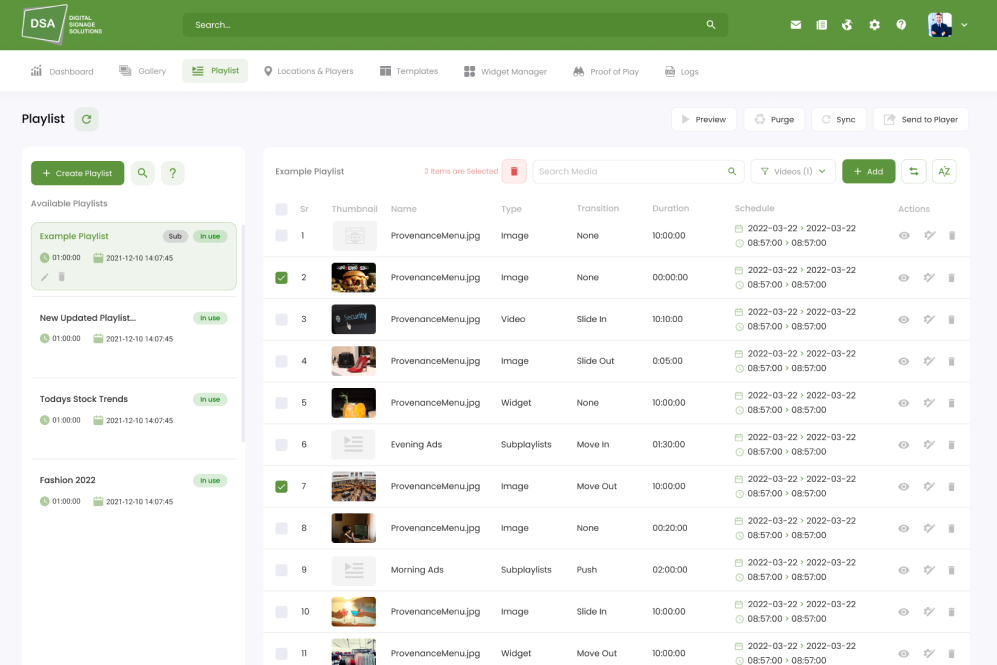 DSA DIGITAL
SIGNAGE
SOLUTIONS
Search...
Dashboard Gallery Playlist Locations & Players Templates Widget Manager Proof of Play Logs
Playlist Preview Purge Sync Send to Player
+ Create Playlist ?
Available Playlists
Example Playlist Sub In use
01:00:00 2021-12-10 14:07:45
New Updated Playlist... In use
01:00:00 2021-12-10 14:07:45
Todays Stock Trends In use
01:00:00 2021-12-10 14:07:45
Fashion 2022 In use
01:00:00 2021-12-10 14:07:45
Example Playlist 2 Items are Selected Search Media Videos (1) + Add AZ
Sr Thumbnail Name Type Transition Duration Schedule Actions
1 ProvenanceMenu.jpg Image None 10:00:00 2022-03-22 > 2022-03-22
08:57:00 > 08:57:00
2 ProvenanceMenu.jpg Image None 00:00:00 2022-03-22 > 2022-03-22
08:57:00 > 08:57:00
3 Security ProvenanceMenu.jpg Video Slide In 10:10:00 2022-03-22 > 2022-03-22
08:57:00 > 08:57:00
4 ProvenanceMenu.jpg Image Slide Out 0:05:00 2022-03-22 > 2022-03-22
08:57:00 > 08:57:00
5 ProvenanceMenu.jpg Widget None 10:00:00 2022-03-22 > 2022-03-22
08:57:00 > 08:57:00
6 Evening Ads Subplaylists Move In 01:30:00 2022-03-22 > 2022-03-22
08:57:00 > 08:57:00
7 ProvenanceMenu.jpg Image Move Out 10:00:00 2022-03-22 > 2022-03-22
08:57:00 > 08:57:00
8 ProvenanceMenu.jpg Image None 00:20:00 2022-03-22 > 2022-03-22
08:57:00 > 08:57:00
9 Morning Ads Subplaylists Push 02:00:00 2022-03-22 > 2022-03-22
08:57:00 > 08:57:00
10 ProvenanceMenu.jpg Image Slide In 10:00:00 2022-03-22 > 2022-03-22
08:57:00 > 08:57:00
11 ProvenanceMenu.jpg Widget Move Out 10:00:00 2022-03-22 > 2022-03-22
08:57:00 > 08:57:00